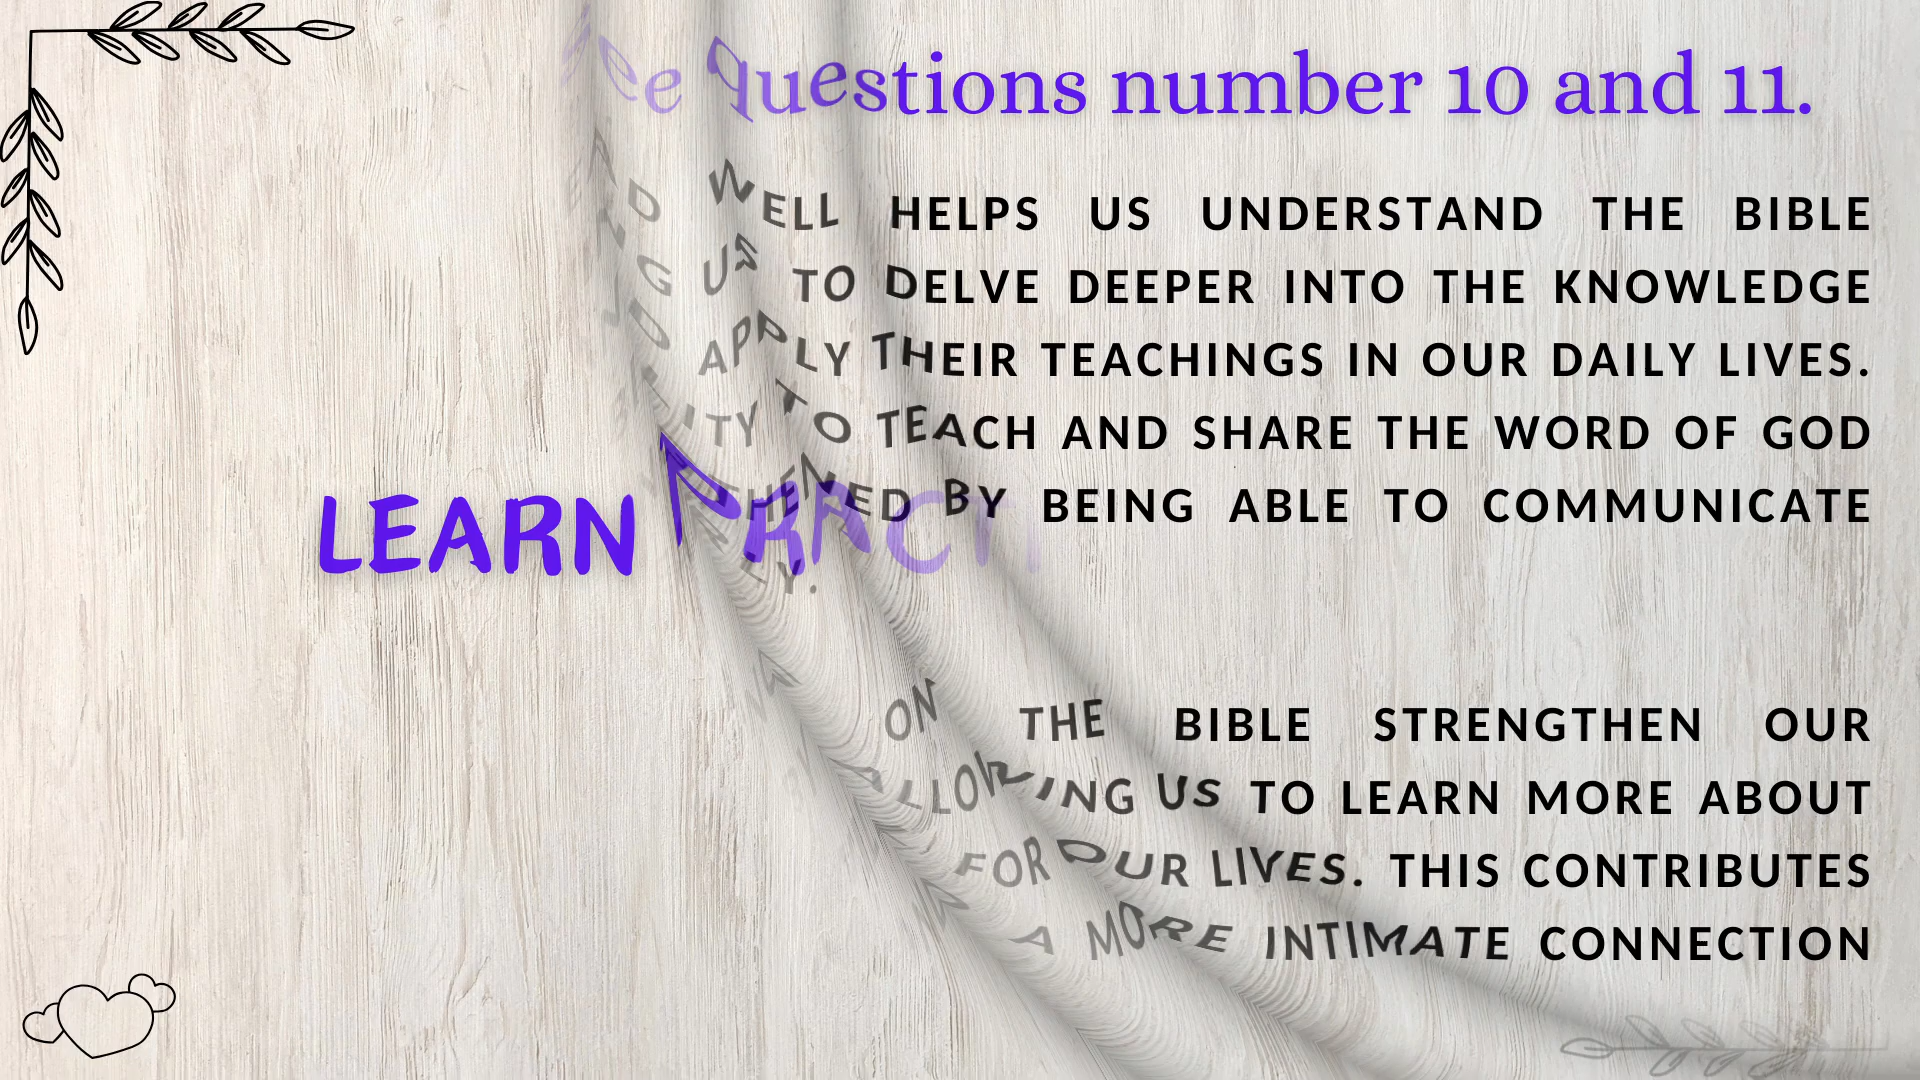 questions number 10 and 11.
WELL HELPS US UNDERSTAND THE BIBLE
US TO DELVE DEEPER INTO THE KNOWLEDGE
APPLY THEIR TEACHINGS IN OUR DAILY LIVES.
TO TEACH AND SHARE THE WORD OF GOD
BY BEING ABLE TO COMMUNICATE
LEARN
ON THE BIBLE STRENGTHEN OUR
ALLOWING US TO LEARN MORE ABOUT
FOR OUR LIVES. THIS CONTRIBUTES
A MORE INTIMATE CONNECTION